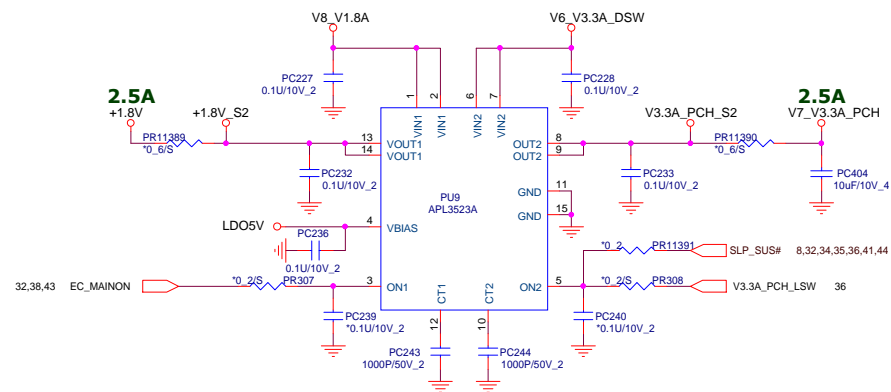 V8_V1.8A
V6_V3.3A_DSW
PC227
0.1U/10V_2
PC228
0.1U/10V_2
2.5A
+1.8V
+1.8V_S2
V3.3A_PCH_S2
2.5A
V7_V3.3A_PCH
1
2
6
7
VIN1
VIN1
VIN2
VIN2
PR11389
*0_6/S
13
14
VOUT1
VOUT1
OUT2
OUT2
8
9
PR11390
*0_6/S
PC232
0.1U/10V_2
PC233
0.1U/10V_2
PC404
10uF/10V_4
PU9
APL3523A
GND
11
GND
15
LDO5V
4
VBIAS
PC236
0.1U/10V_2
*0_2
PR11391
SLP_SUS# 8,32,34,35,36,41,44
32,38,43 EC_MAINON
*0_2/S
PR307
3
ON1
ON2
5
*0_2/S
PR308
V3.3A_PCH_LSW 36
CT1
CT2
12
10
PC239
*0.1U/10V_2
PC240
*0.1U/10V_2
PC243
1000P/50V_2
PC244
1000P/50V_2